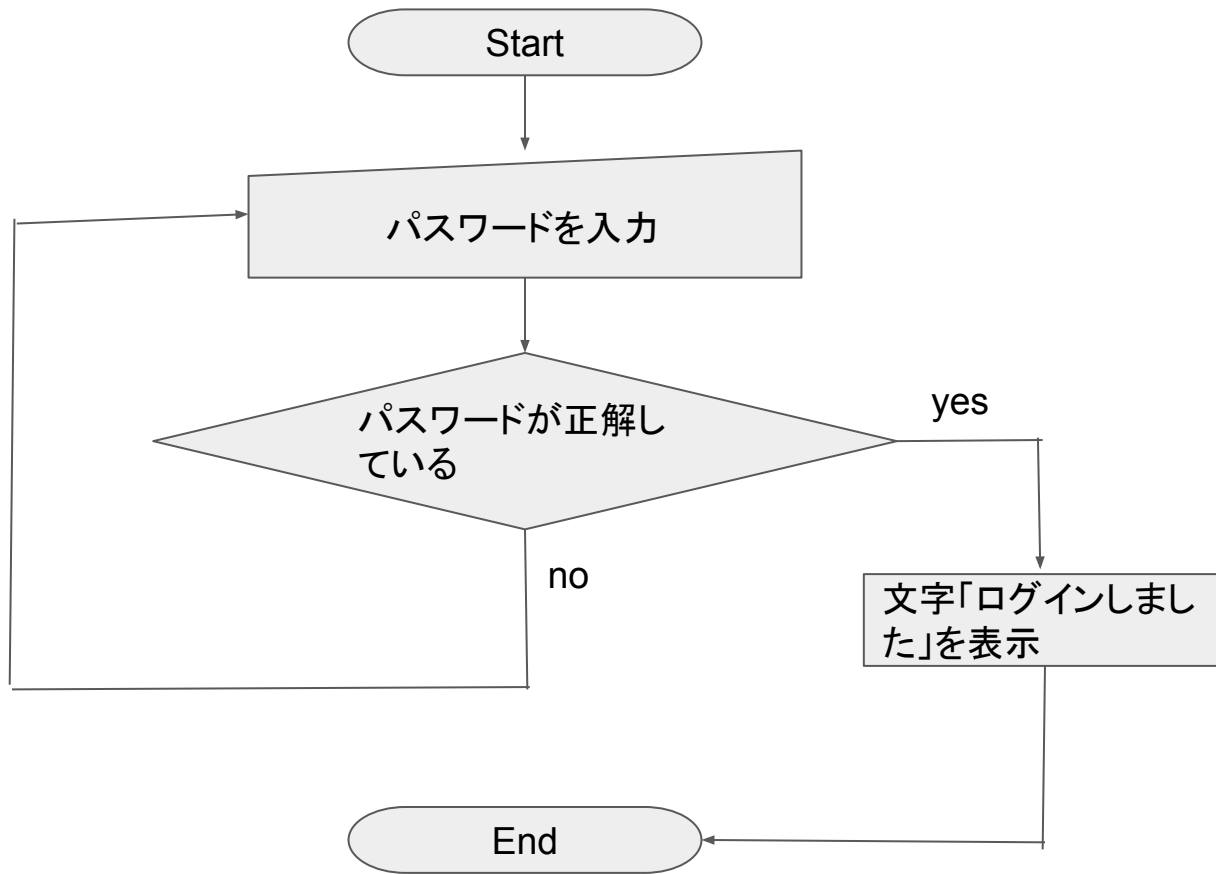 Start
パスワードを入力
パスワードが正解し
ている
yes
no
文字「ログインしまし
た」を表示
End